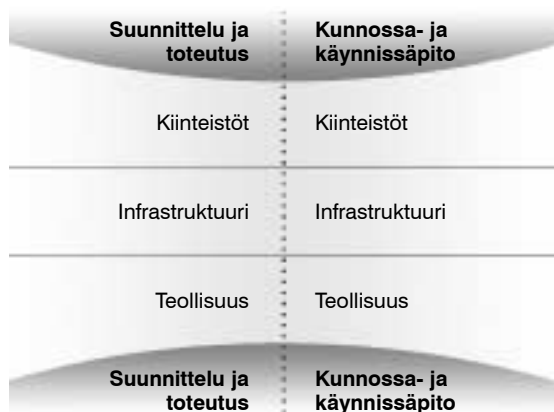 Suunnittelu ja
toteutus
Kunnossa- ja
käynnissäpito
Kiinteistöt
Kiinteistöt
Infrastruktuuri
Infrastruktuuri
Teollisuus
Teollisuus
Suunnittelu ja
toteutus
Kunnossa- ja
käynnissäpito